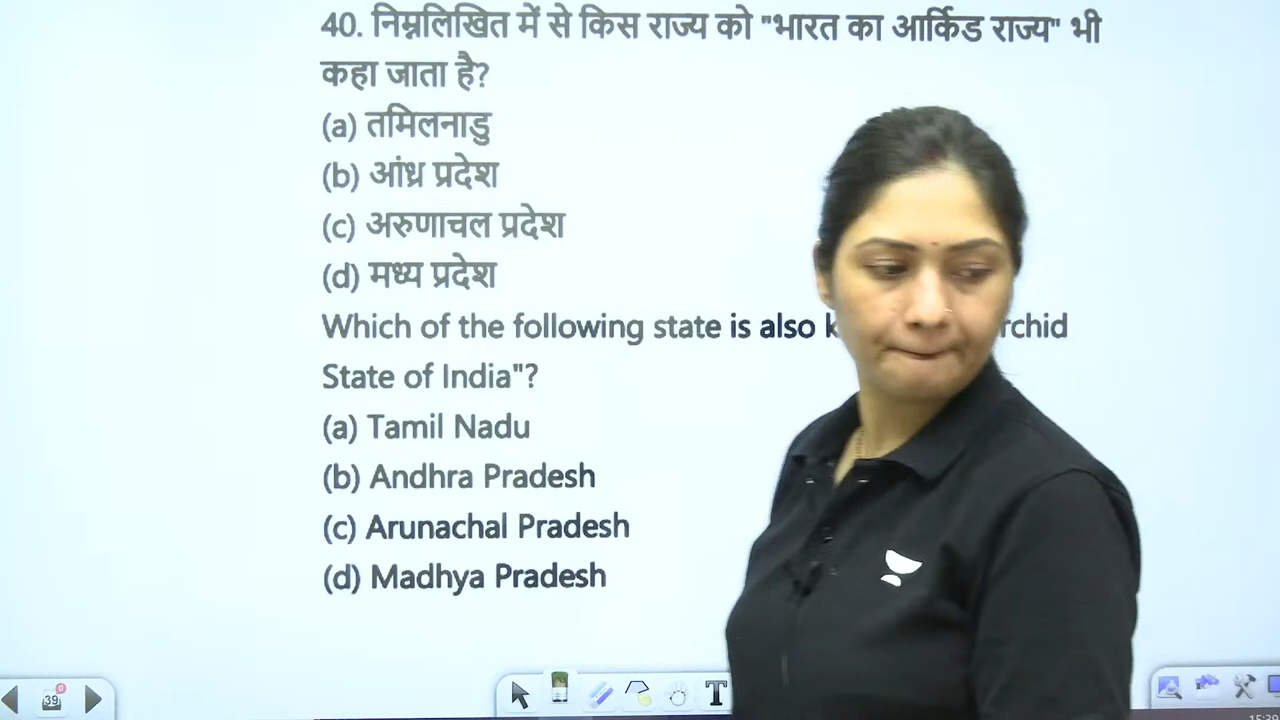 40. निम्नलिखित में से किस राज्य को "भारत का आर्किड राज्य" भी
कहा जाता है?
(a) तमिलनाडु
(b) आंध्र प्रदेश
(c) अरुणाचल प्रदेश
(d) मध्य प्रदेश
Which of the following state is also
State of India"?
(a) Tamil Nadu
(b) Andhra Pradesh
(c) Arunachal Pradesh
(d) Madhya Pradesh
39 T